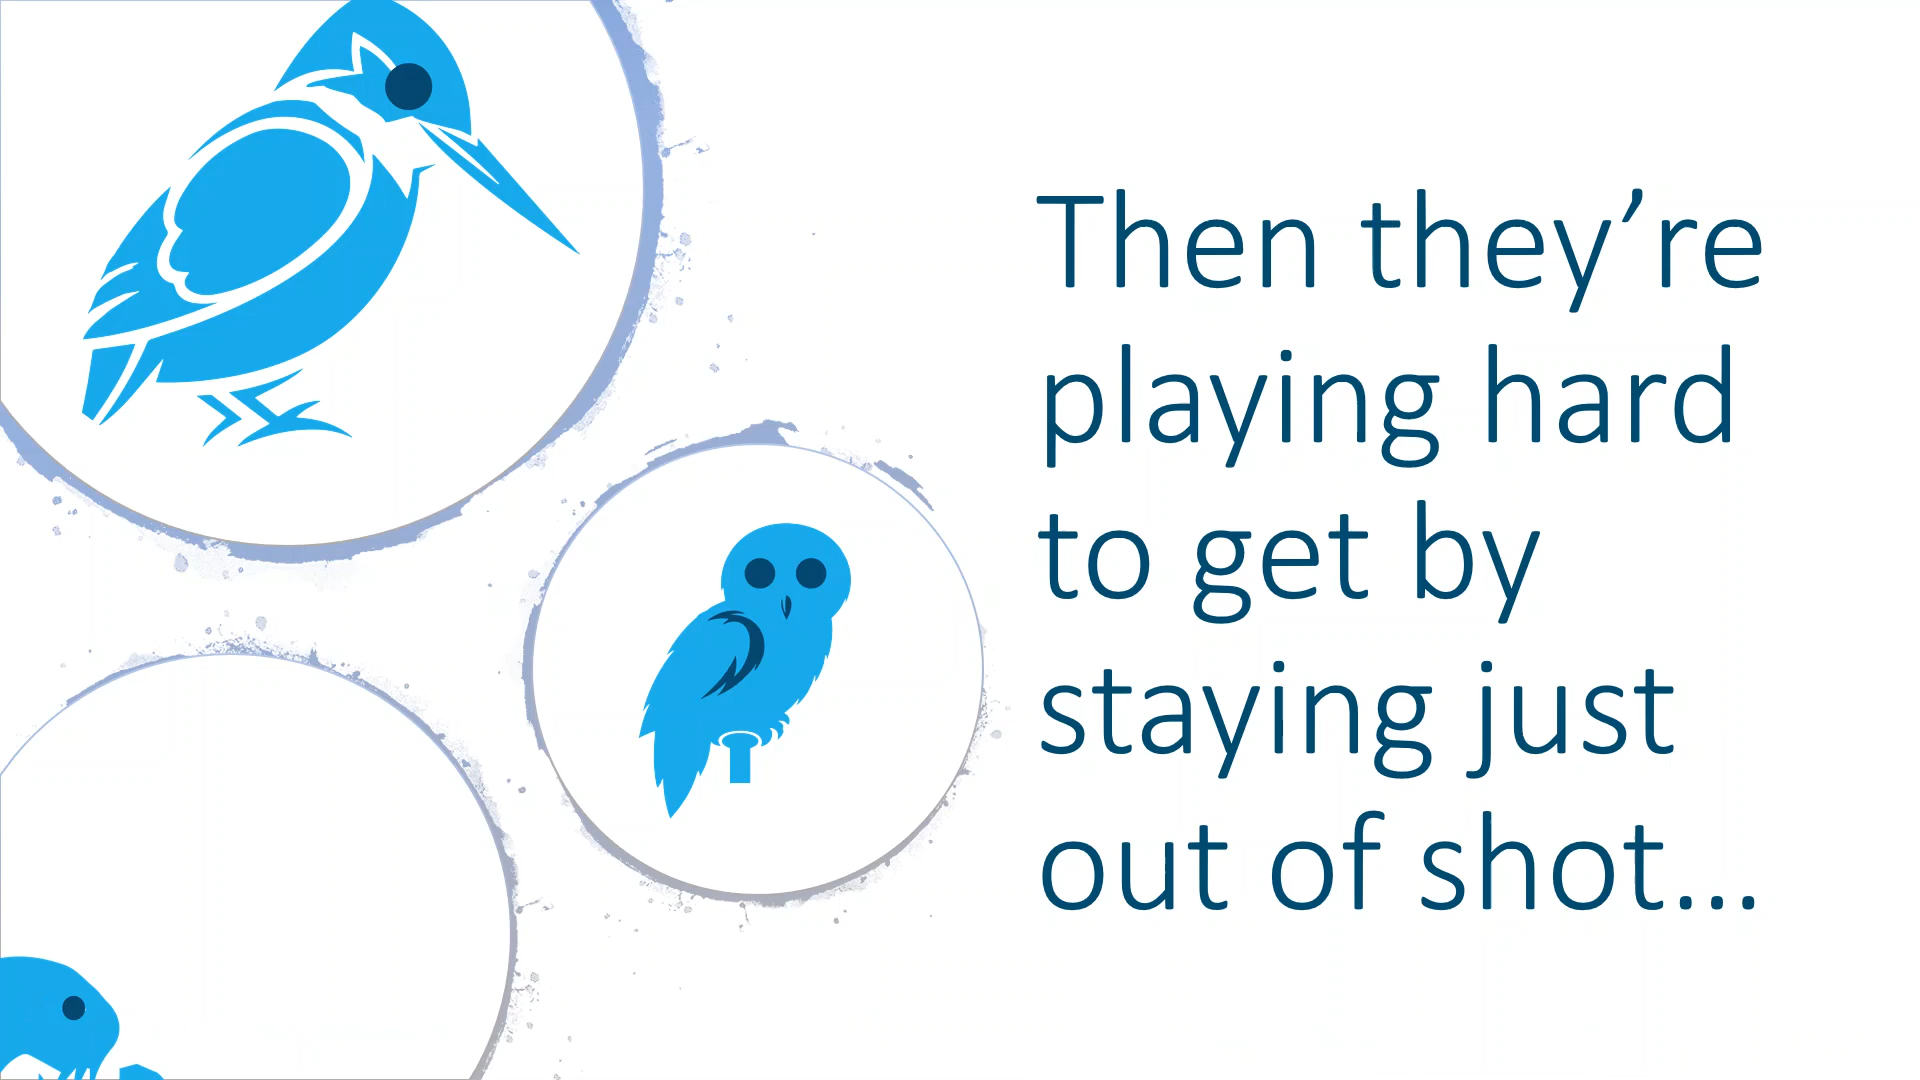 Then they’re
playing hard
to get by
staying just
out of shot…